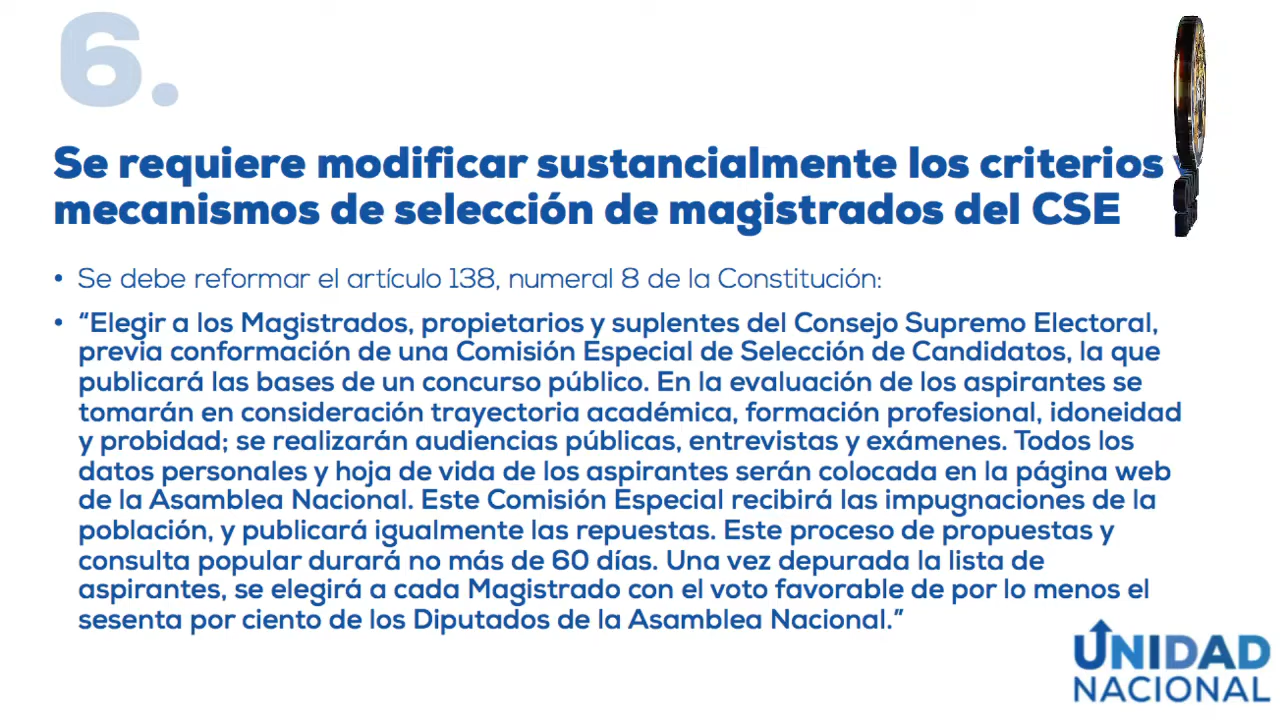 6.
Se requiere modificar sustancialmente los criterios y
mecanismos de selección de magistrados del CSE
• Se debe reformar el artículo 138, numeral 8 de la Constitución:
• “Elegir a los Magistrados, propietarios y suplentes del Consejo Supremo Electoral,
previa conformación de una Comisión Especial de Selección de Candidatos, la que
publicará las bases de un concurso público. En la evaluación de los aspirantes se
tomarán en consideración trayectoria académica, formación profesional, idoneidad
y probidad; se realizarán audiencias públicas, entrevistas y exámenes. Todos los
datos personales y hoja de vida de los aspirantes serán colocada en la página web
de la Asamblea Nacional. Este Comisión Especial recibirá las impugnaciones de la
población, y publicará igualmente las repuestas. Este proceso de propuestas y
consulta popular durará no más de 60 días. Una vez depurada la lista de
aspirantes, se elegirá a cada Magistrado con el voto favorable de por lo menos el
sesenta por ciento de los Diputados de la Asamblea Nacional.”
UNIDAD
NACIONAL